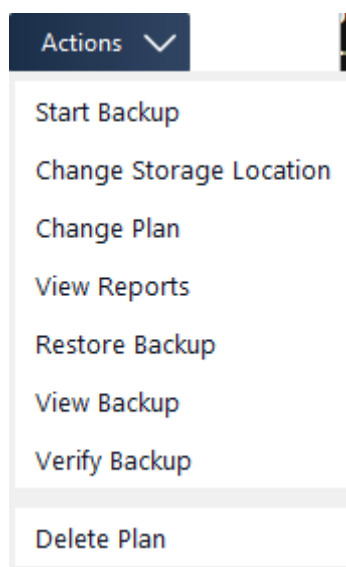 Actions
Start Backup
Change Storage Location
Change Plan
View Reports
Restore Backup
View Backup
Verify Backup
Delete Plan